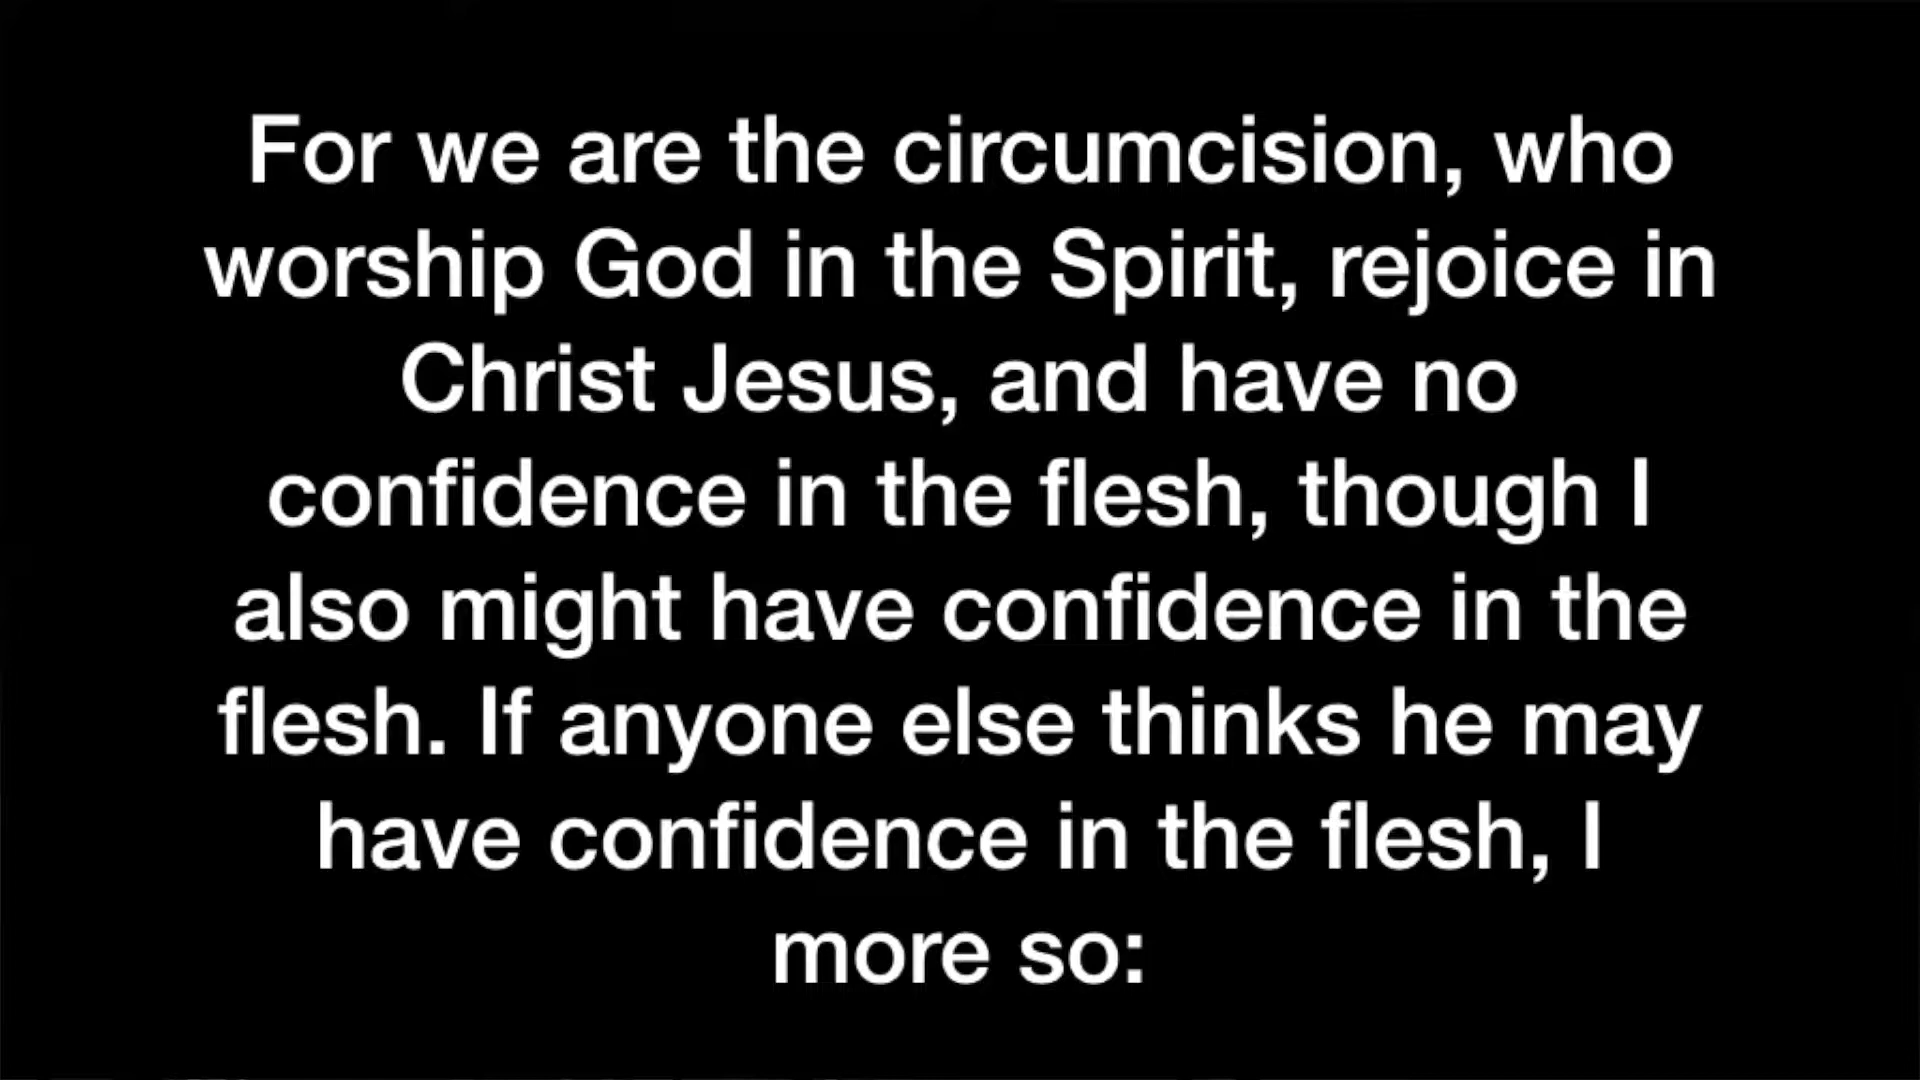 For we are the circumcision, who
worship God in the Spirit, rejoice in
Christ Jesus, and have no
confidence in the flesh, though I
also might have confidence in the
flesh. If anyone else thinks he may
have confidence in the flesh, I
more so: